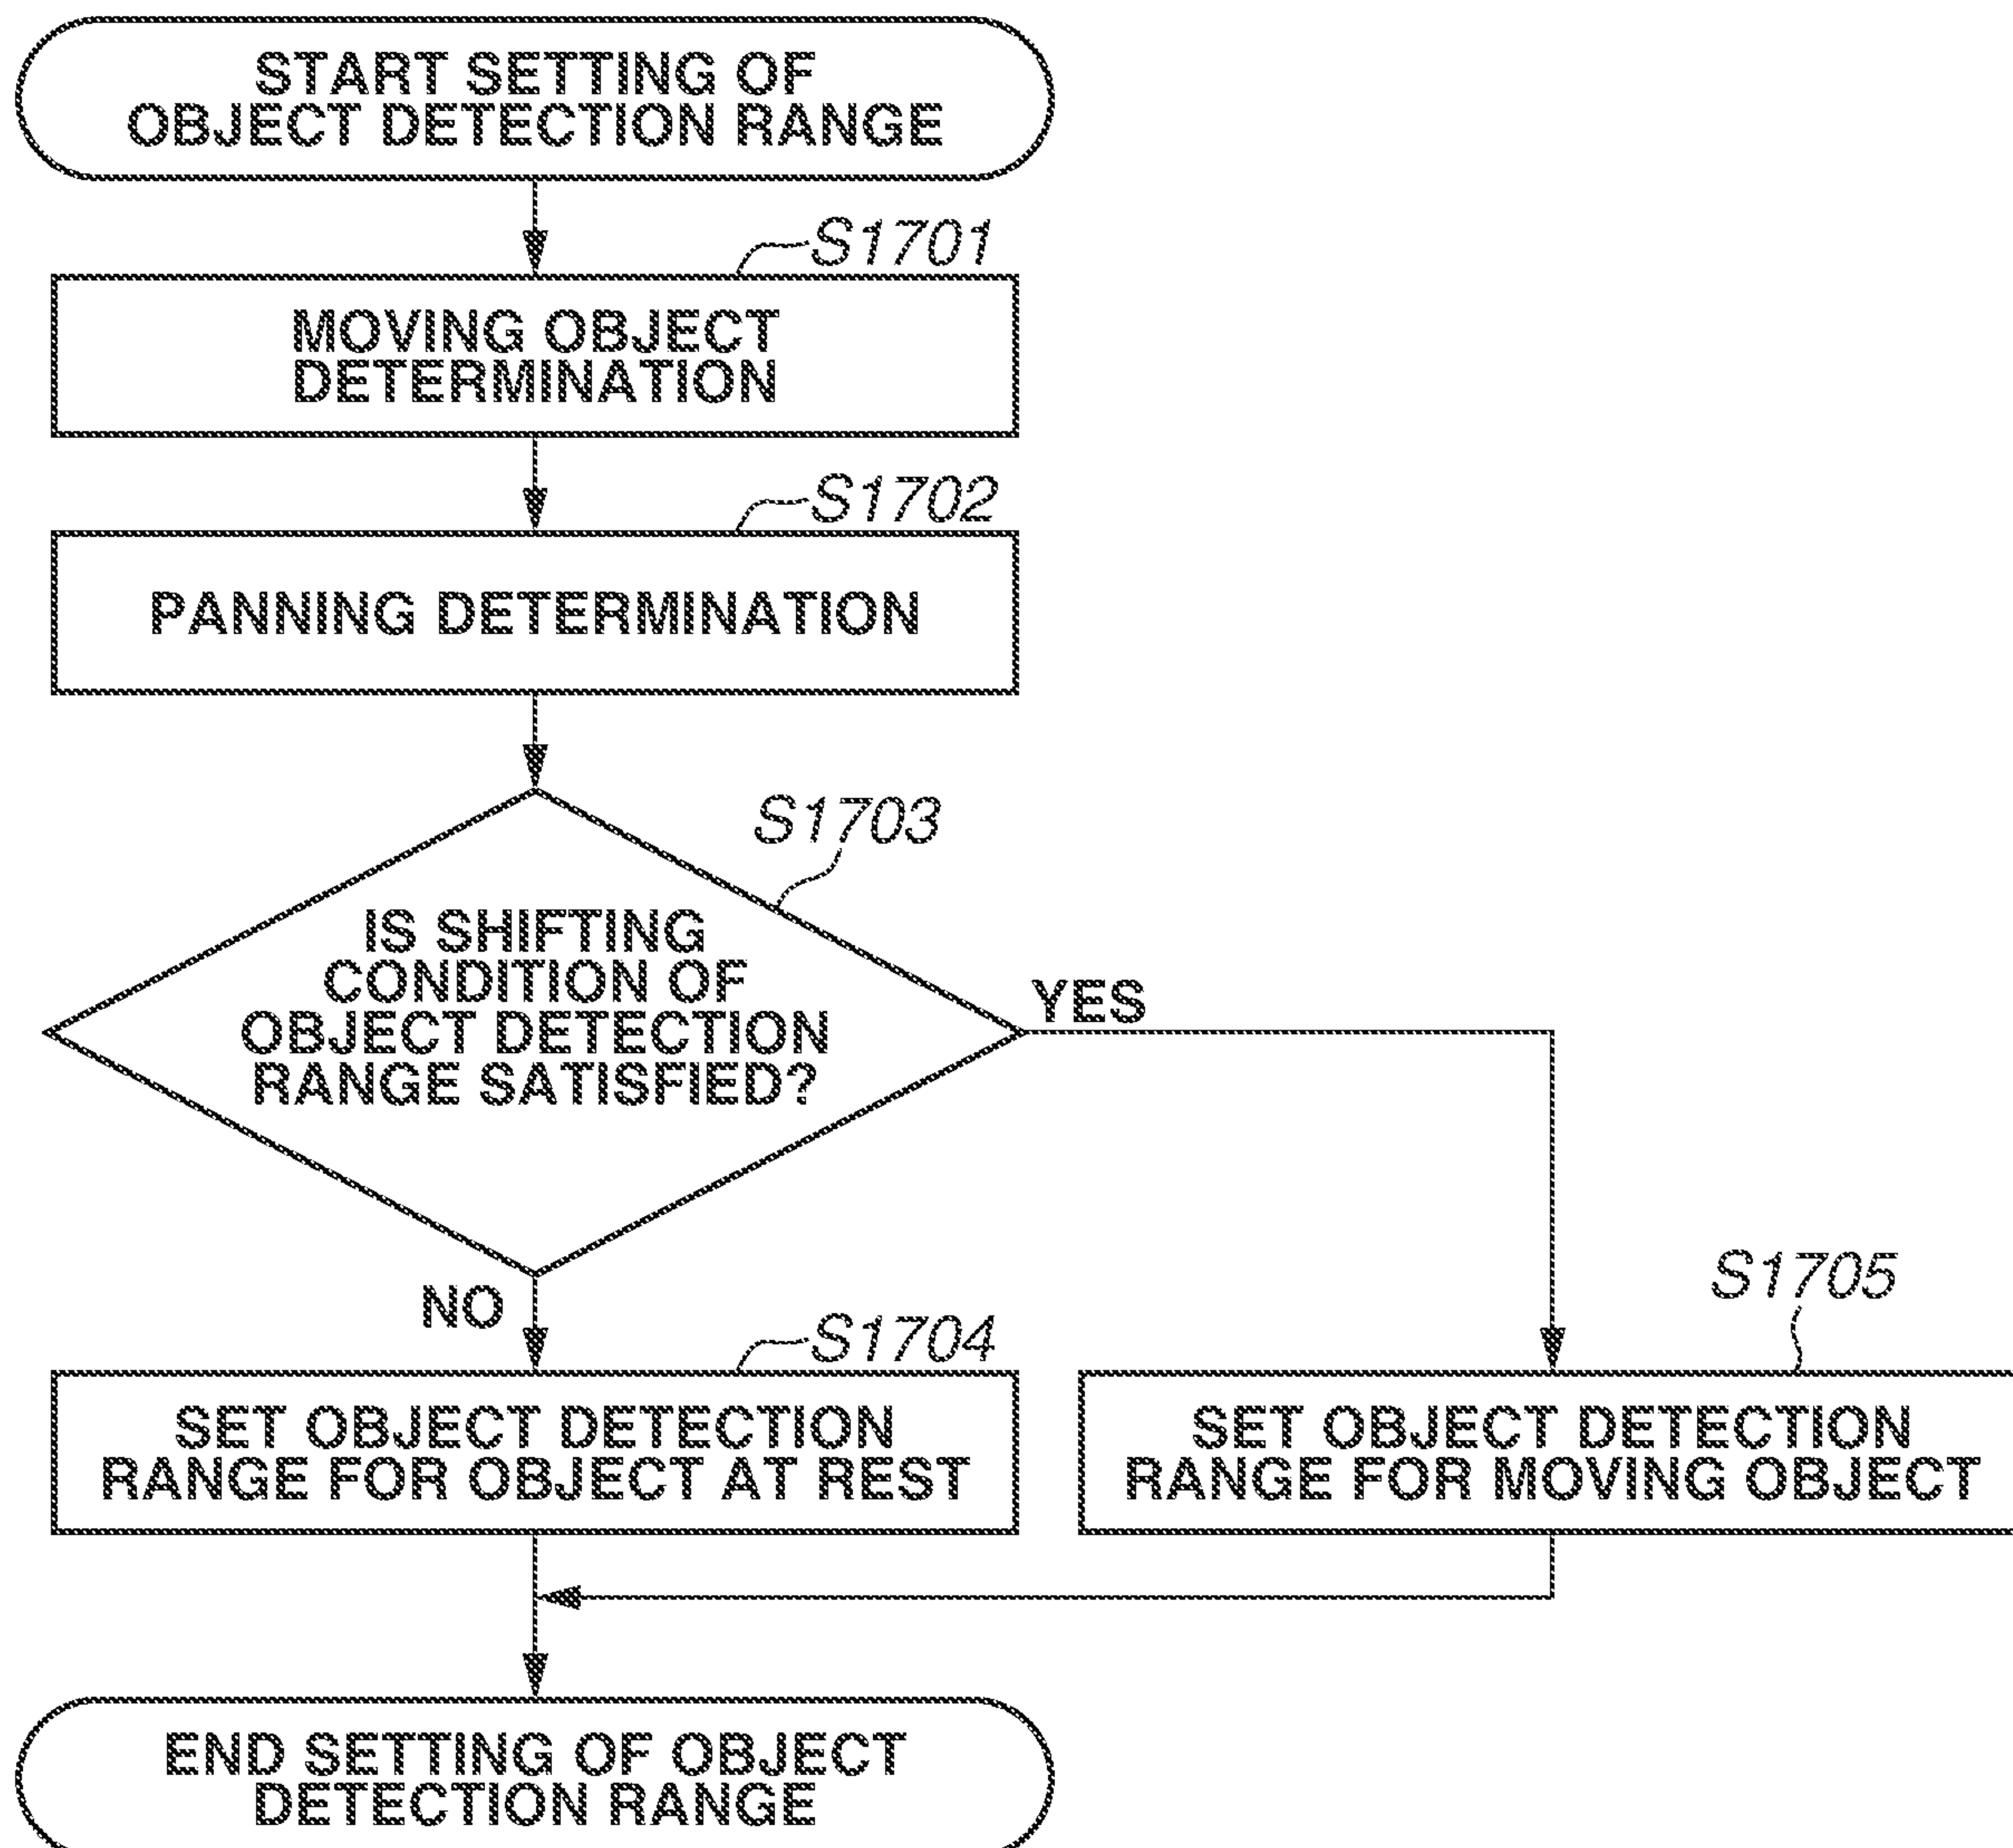 START SETTING OF
OBJECT DETECTION RANGE
S1701
MOVING OBJECT
DETERMINATION
S1702
PANNING DETERMINATION
S1703
IS SHIFTING
CONDITION OF
OBJECT DETECTION
RANGE SATISFIED?
YES
NO
S1704
SET OBJECT DETECTION
RANGE FOR OBJECT AT REST
S1705
SET OBJECT DETECTION
RANGE FOR MOVING OBJECT
END SETTING OF OBJECT
DETECTION RANGE